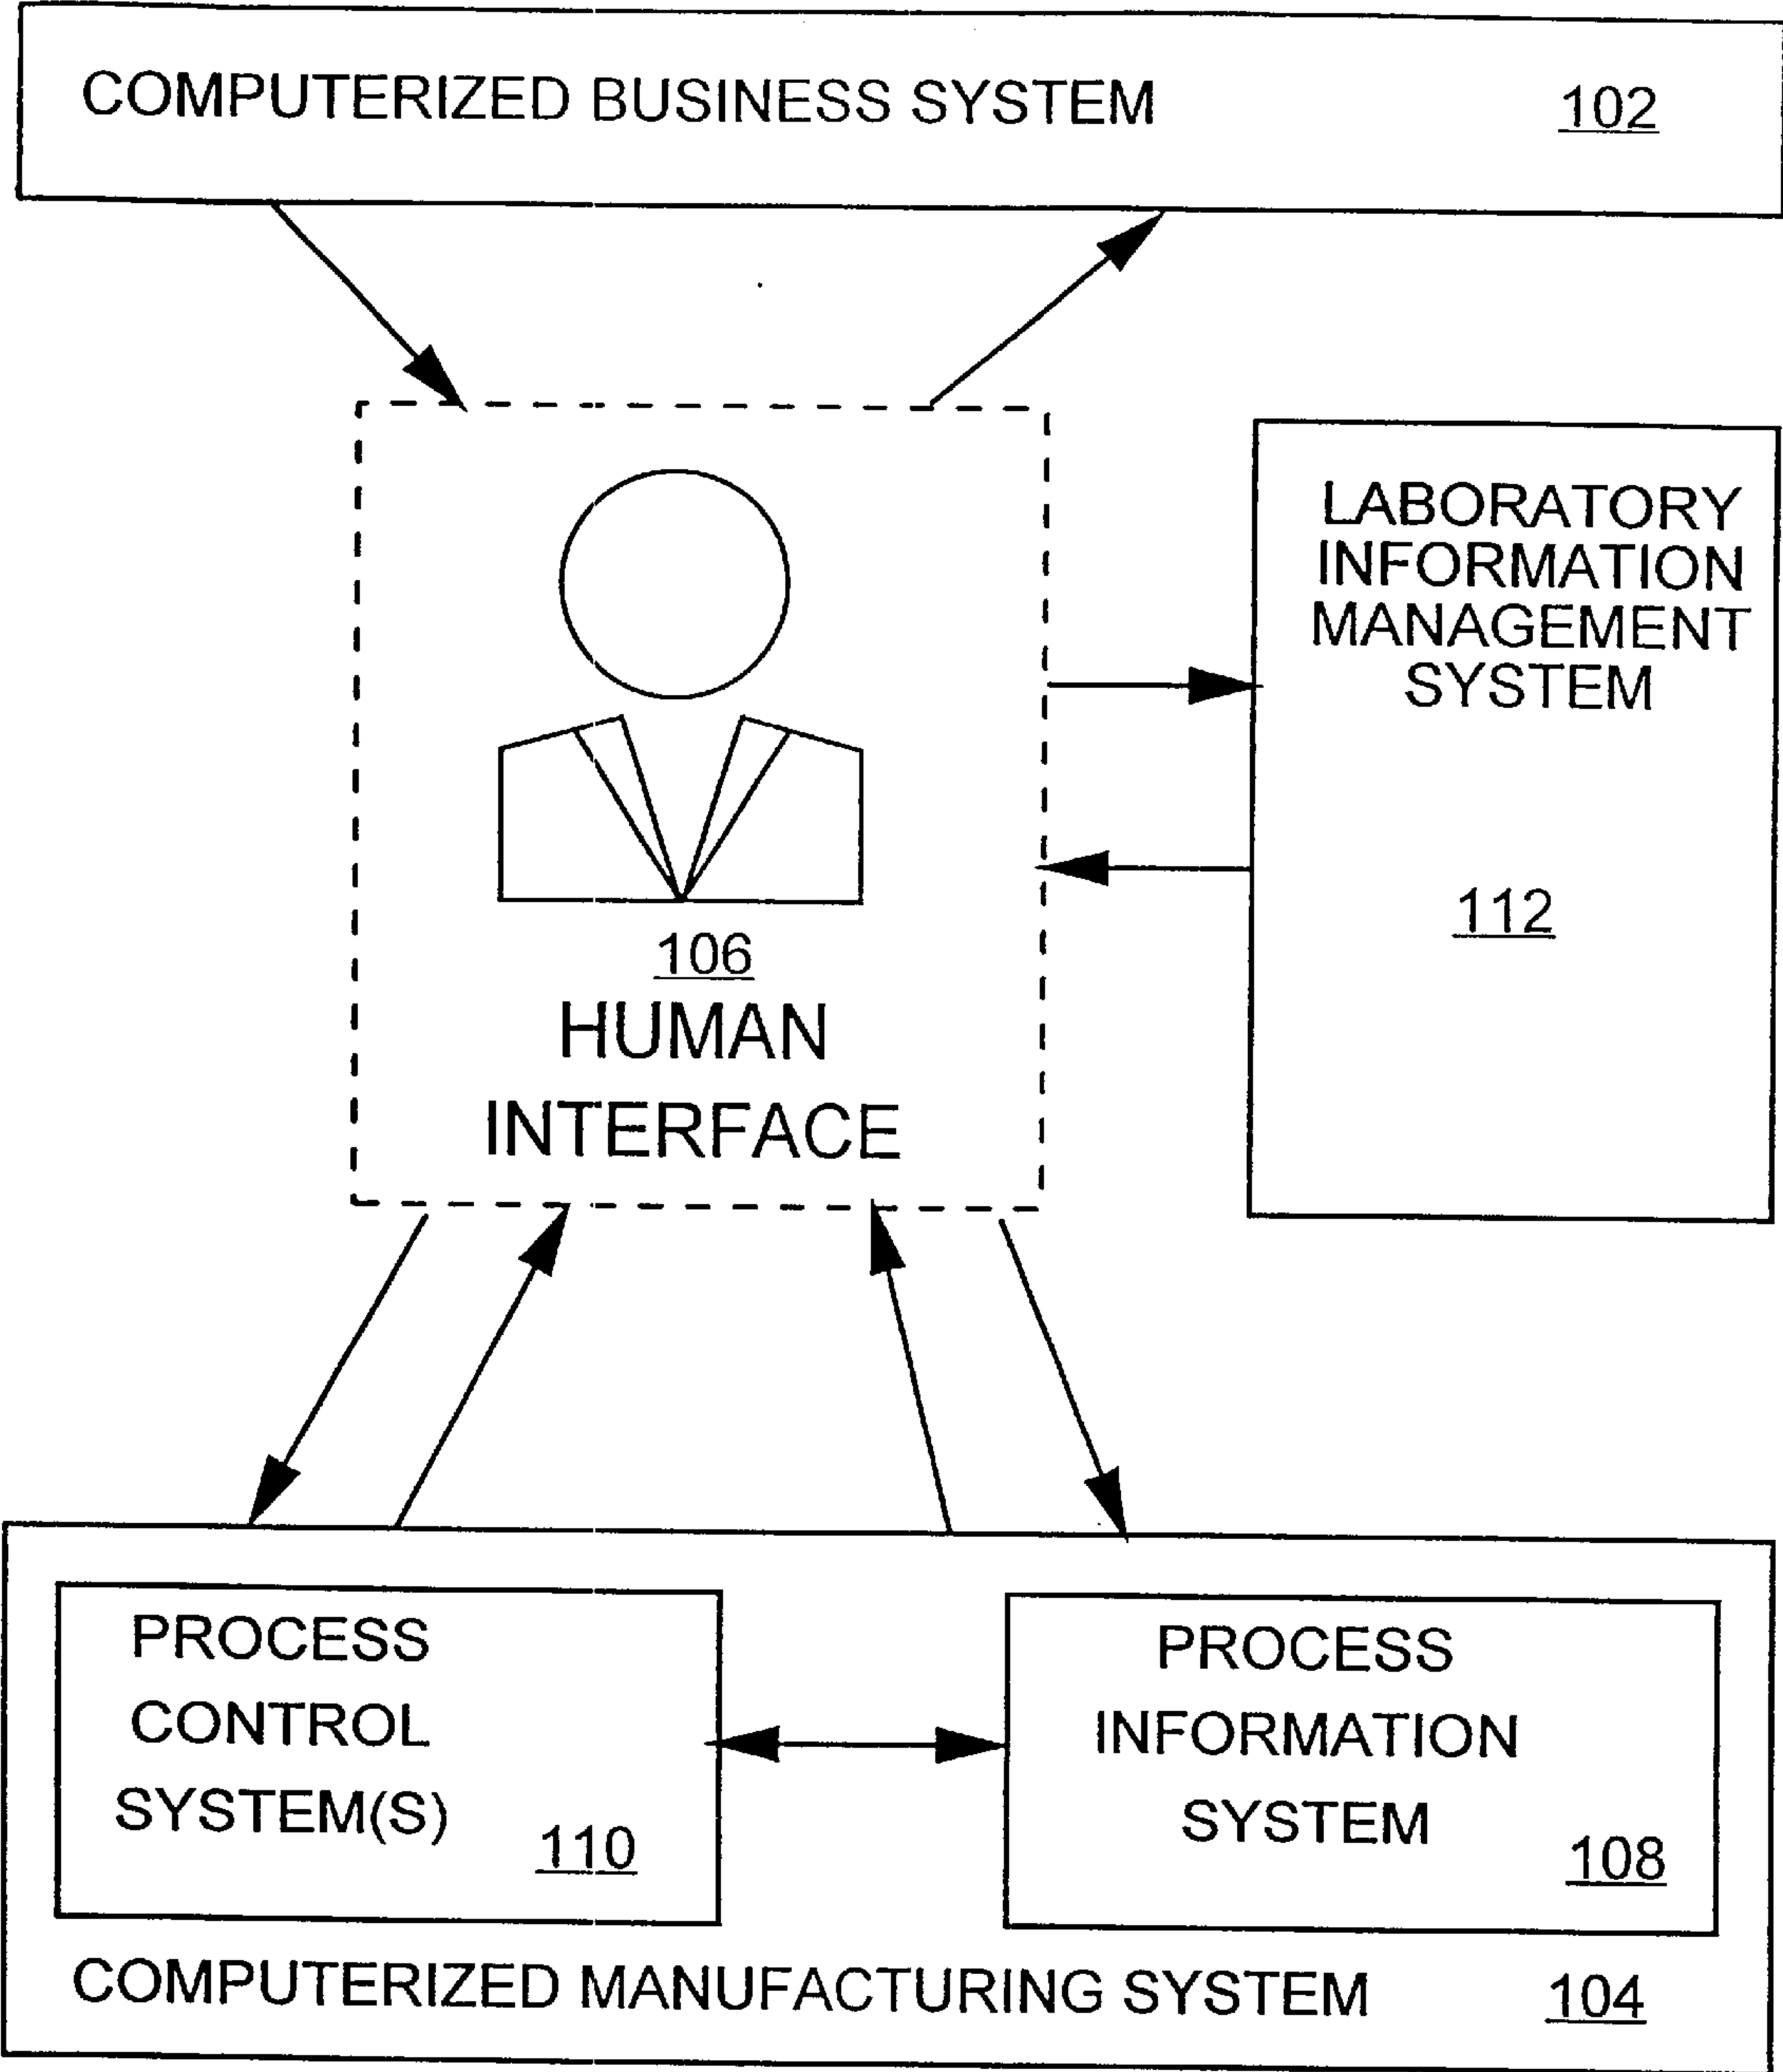 COMPUTERIZED BUSINESS SYSTEM 102
LABORATORY
INFORMATION
MANAGEMENT
SYSTEM
112
106
HUMAN
INTERFACE
PROCESS
CONTROL
SYSTEM(S)
110
PROCESS
INFORMATION
SYSTEM
108
COMPUTERIZED MANUFACTURING SYSTEM 104